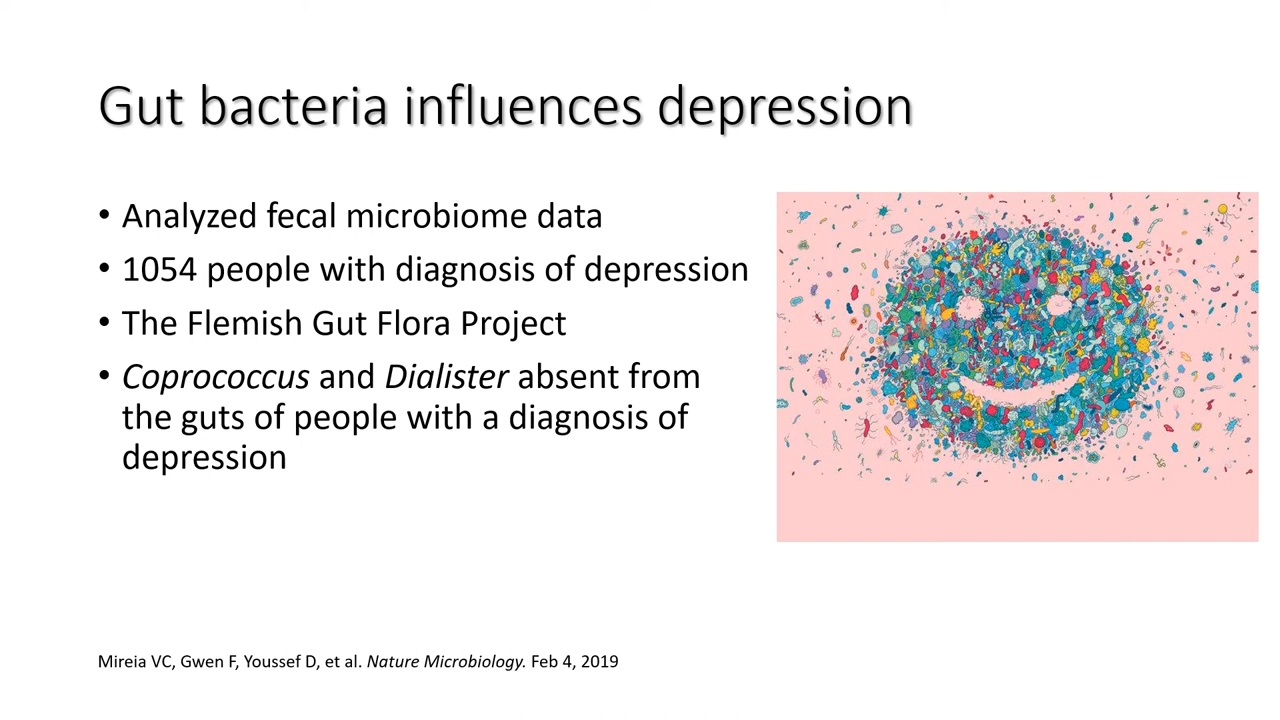 Gut bacteria influences depression
• Analyzed fecal microbiome data
• 1054 people with diagnosis of depression
• The Flemish Gut Flora Project
• Coprococcus and Dialister absent from
the guts of people with a diagnosis of
depression
Mireia VC, Gwen F, Youssef D, et al. Nature Microbiology. Feb 4, 2019